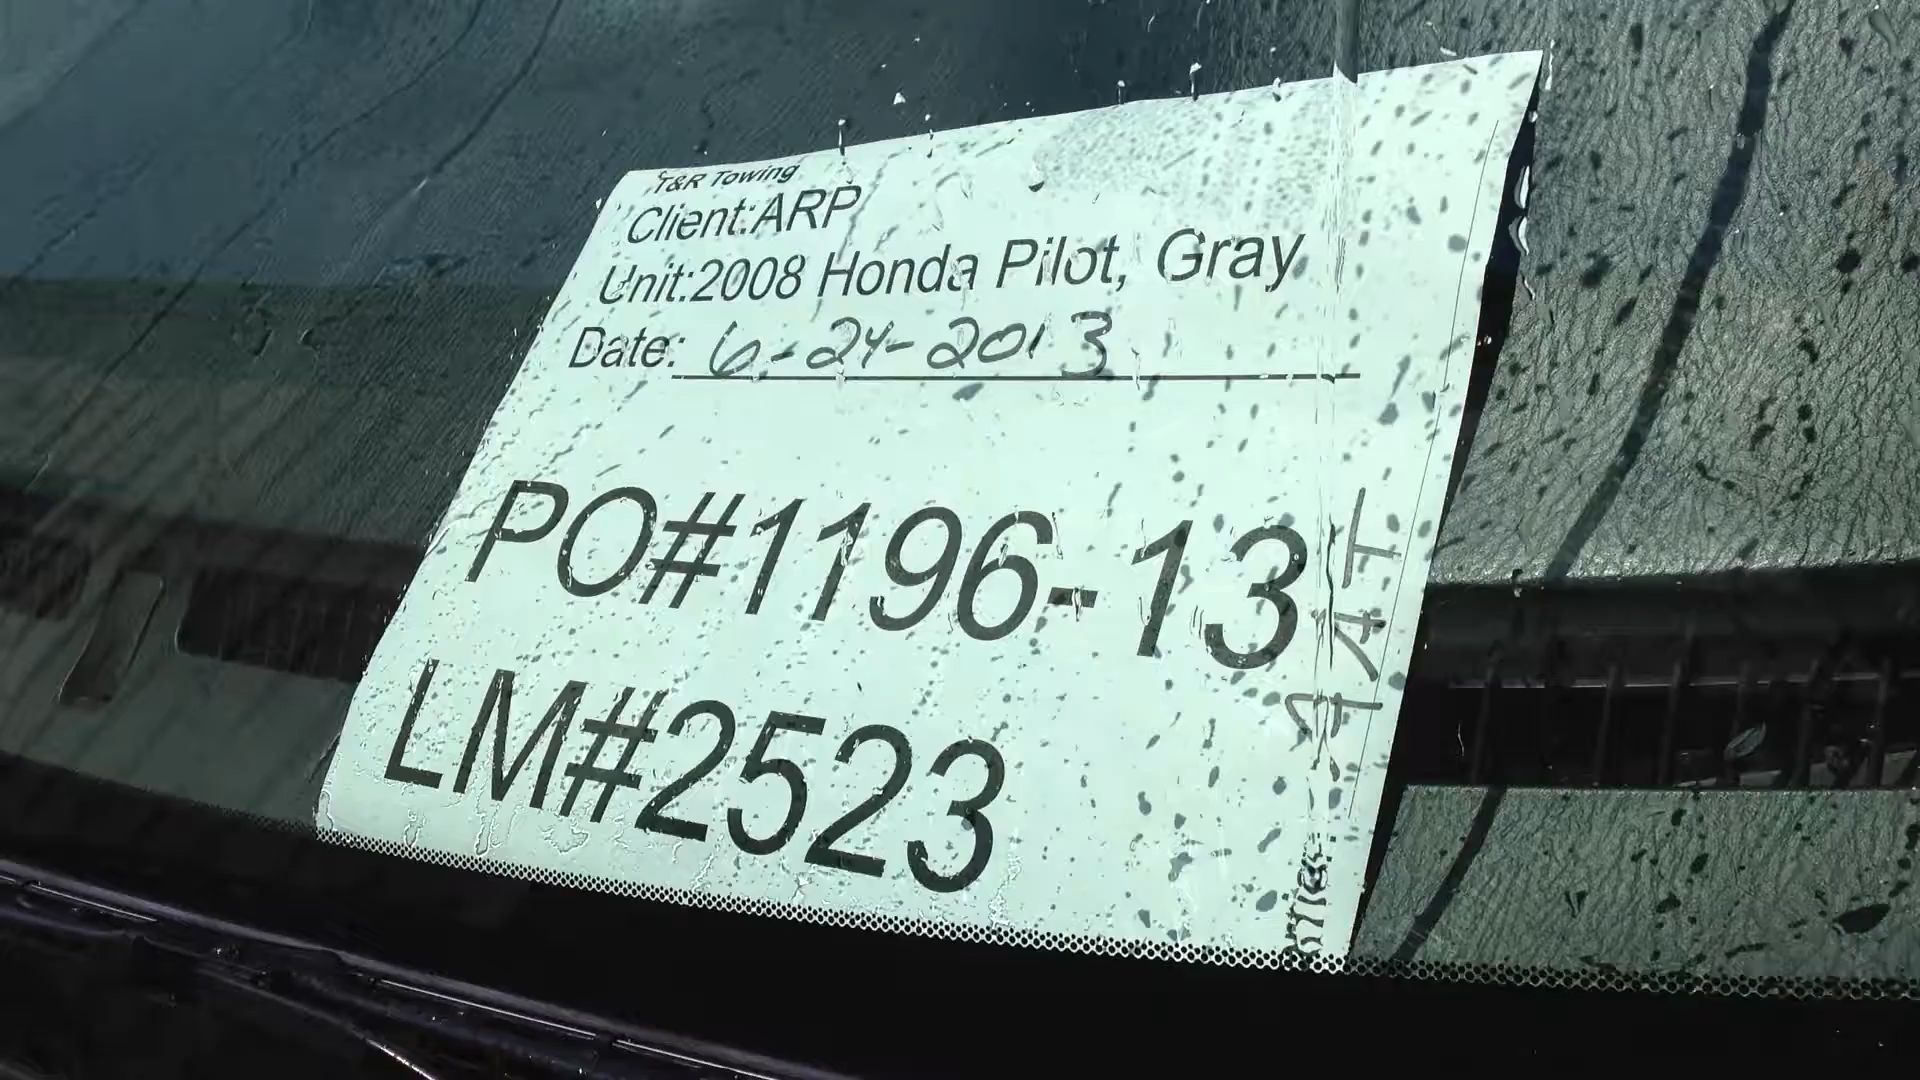 T&R Towing
Client:ARP
Unit:2008 Honda Pilot, Gray
Date: 6-24-2013
PO#1196-13
LM#2523